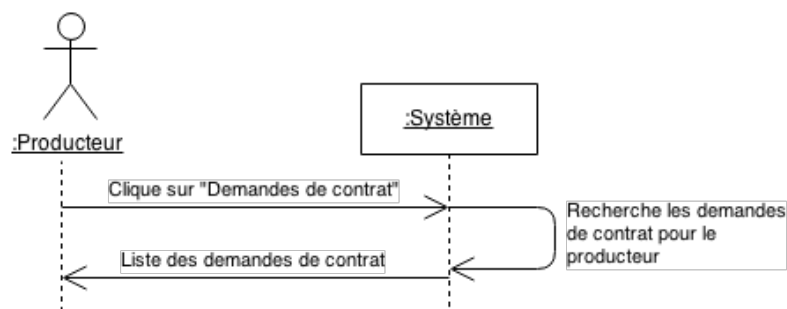 :Producteur
:Système
Clique sur "Demandes de contrat"
Recherche les demandes
de contrat pour le
producteur
Liste des demandes de contrat